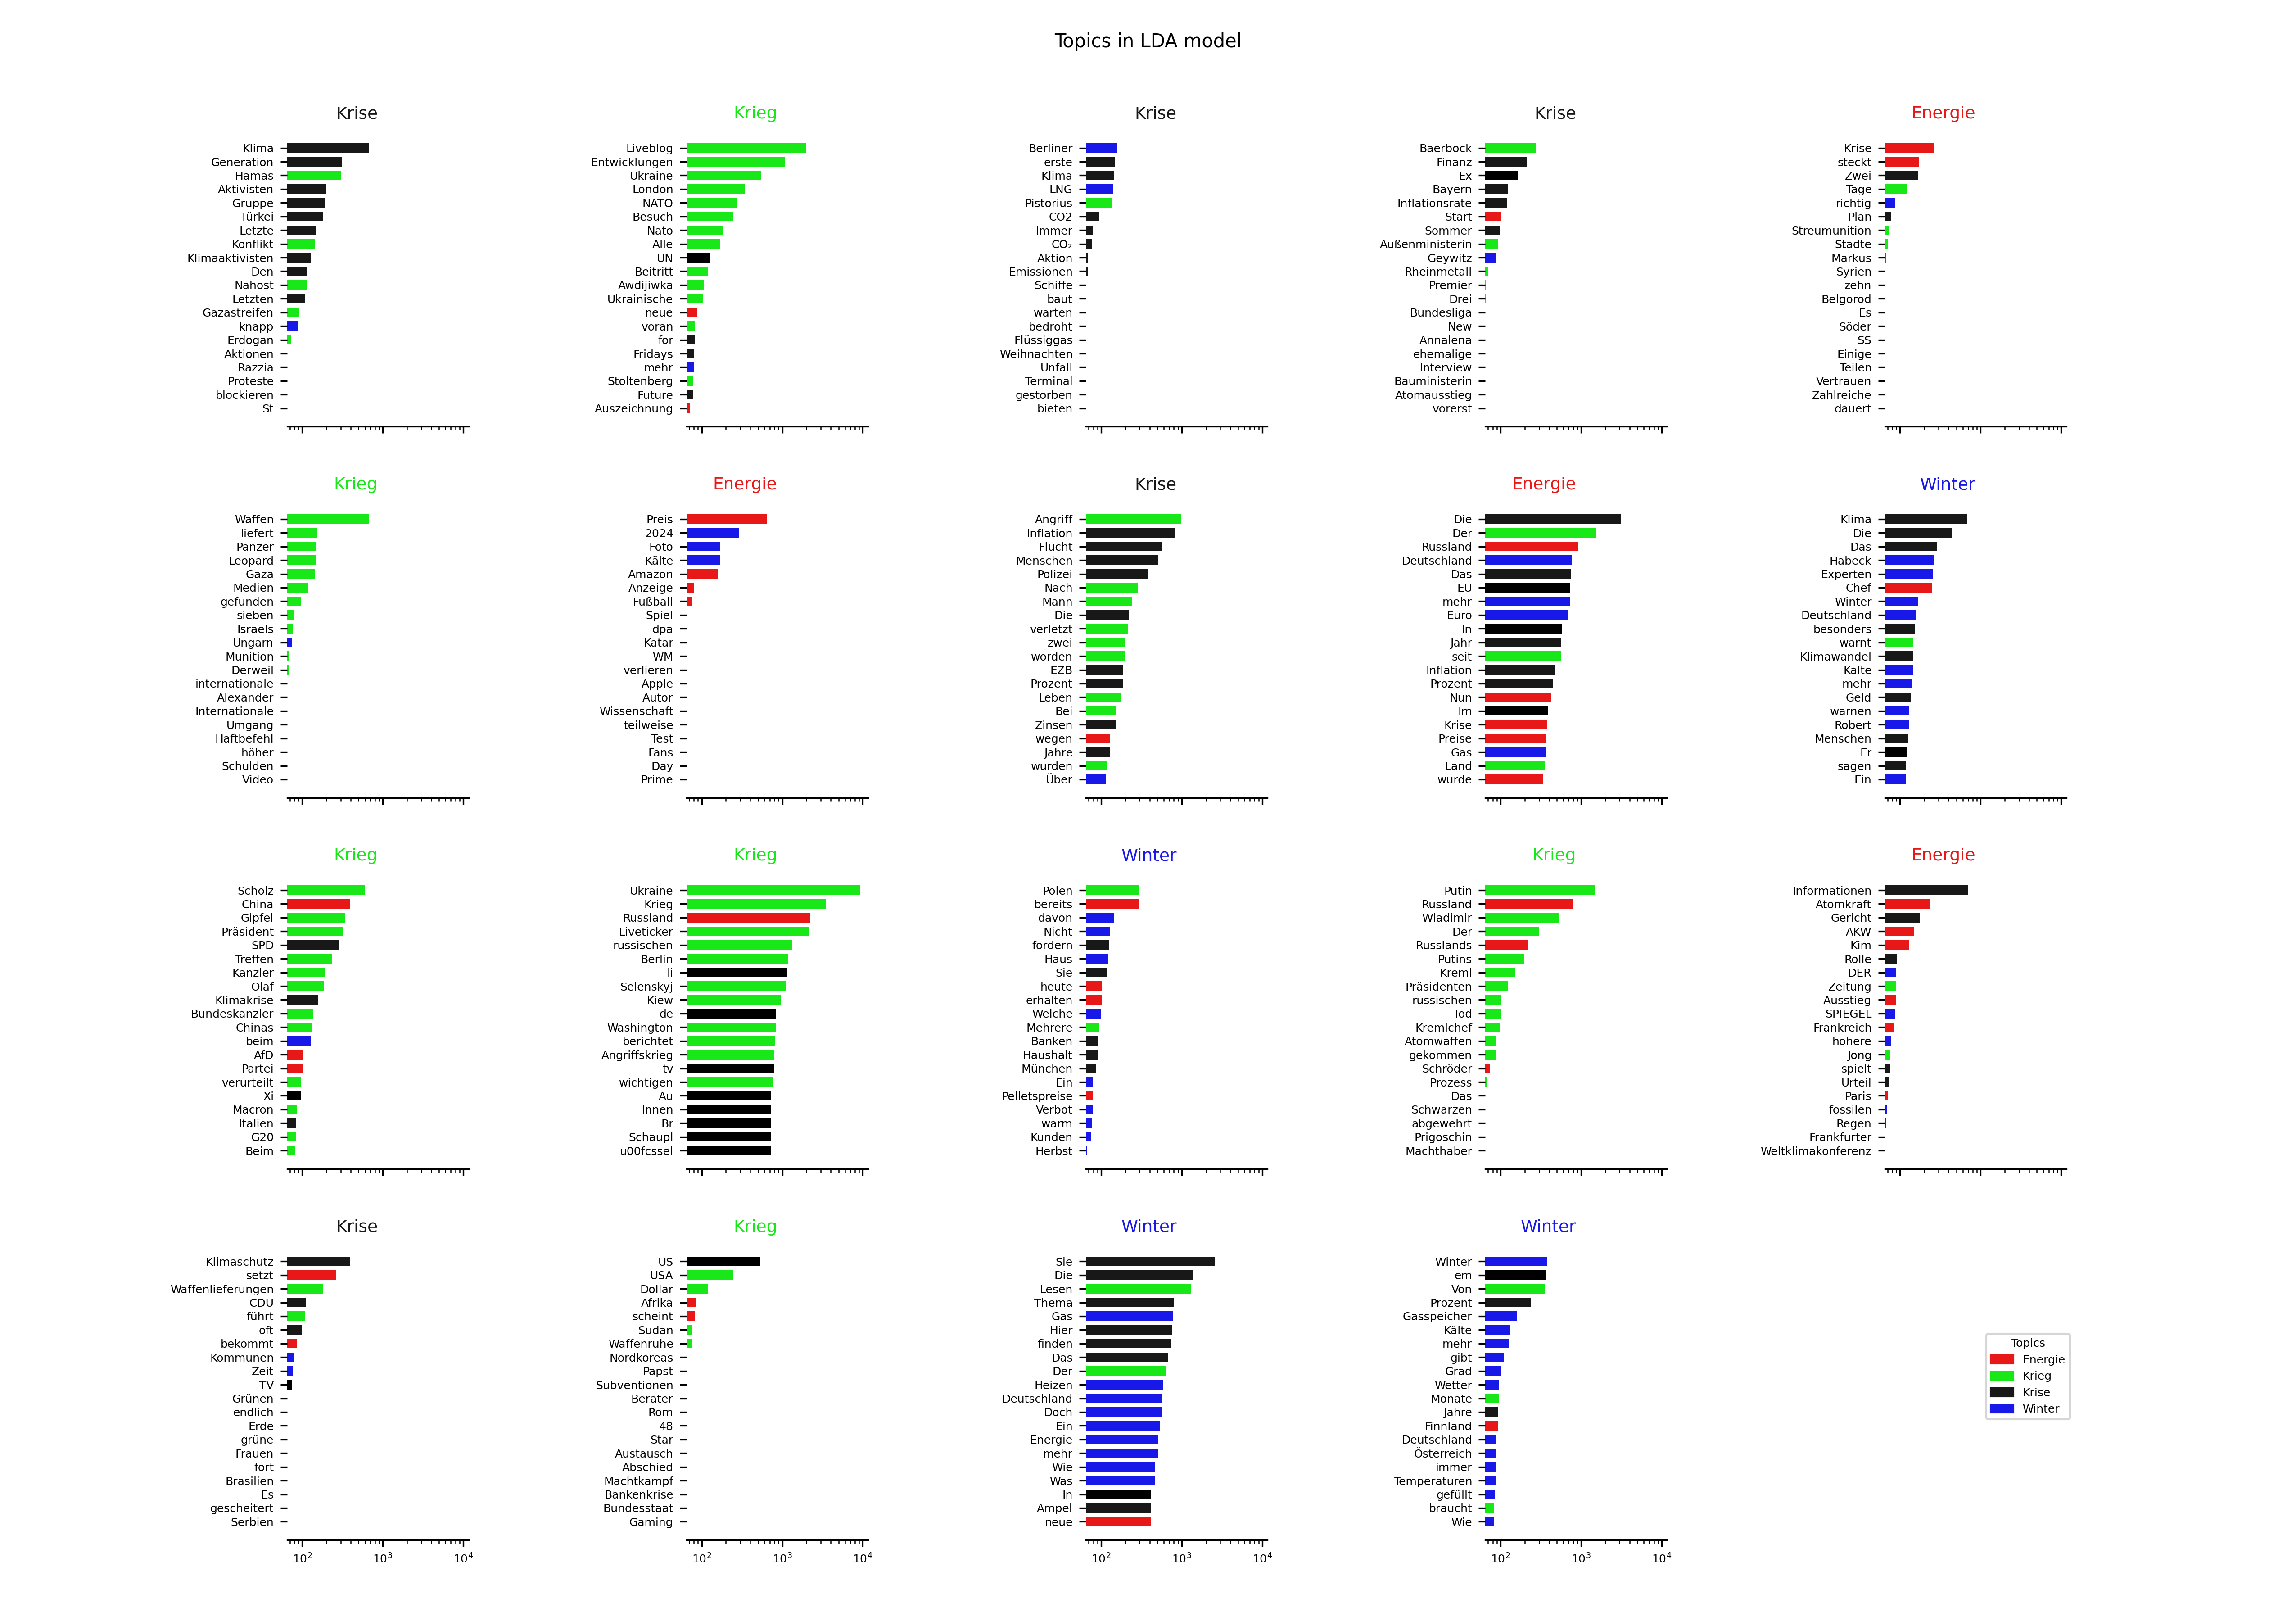 Topics in LDA model
Krise
Klima
Generation
Hamas
Aktivisten
Gruppe
Türkei
Letzte
Konflikt
Klimaaktivisten
Den
Nahost
Letzten
Gazastreifen
knapp
Erdogan
Aktionen
Razzia
Proteste
blockieren
St
Krieg
Liveblog
Entwicklungen
Ukraine
London
NATO
Besuch
Nato
Alle
UN
Beitritt
Awdijiwka
Ukrainische
neue
voran
for
Fridays
mehr
Stoltenberg
Future
Auszeichnung
Krise
Berliner
erste
Klima
LNG
Pistorius
CO2
Immer
CO₂
Aktion
Emissionen
Schiffe
baut
warten
bedroht
Flüssiggas
Weihnachten
Unfall
Terminal
gestorben
bieten
Krise
Baerbock
Finanz
Ex
Bayern
Inflationsrate
Start
Sommer
Außenministerin
Geywitz
Rheinmetall
Premier
Drei
Bundesliga
New
Annalena
ehemalige
Interview
Bauministerin
Atomausstieg
vorerst
Energie
Krise
steckt
Zwei
Tage
richtig
Plan
Streumunition
Städte
Markus
Syrien
zehn
Belgorod
Es
Söder
SS
Einige
Teilen
Vertrauen
Zahlreiche
dauert
Krieg
Waffen
liefert
Panzer
Leopard
Gaza
Medien
gefunden
sieben
Israels
Ungarn
Munition
Derweil
internationale
Alexander
Internationale
Umgang
Haftbefehl
höher
Schulden
Video
Energie
Preis
2024
Foto
Kälte
Amazon
Anzeige
Fußball
Spiel
dpa
Katar
WM
verlieren
Apple
Autor
Wissenschaft
teilweise
Test
Fans
Day
Prime
Krise
Angriff
Inflation
Flucht
Menschen
Polizei
Nach
Mann
Die
verletzt
zwei
worden
EZB
Prozent
Leben
Bei
Zinsen
wegen
Jahre
wurden
Über
Energie
Die
Der
Russland
Deutschland
Das
EU
mehr
Euro
In
Jahr
seit
Inflation
Prozent
Nun
Im
Krise
Preise
Gas
Land
wurde
Winter
Klima
Die
Das
Habeck
Experten
Chef
Winter
Deutschland
besonders
warnt
Klimawandel
Kälte
mehr
Geld
warnen
Robert
Menschen
Er
sagen
Ein
Krieg
Scholz
China
Gipfel
Präsident
SPD
Treffen
Kanzler
Olaf
Klimakrise
Bundeskanzler
Chinas
beim
AfD
Partei
verurteilt
Xi
Macron
Italien
G20
Beim
Krieg
Ukraine
Krieg
Russland
Liveticker
russischen
Berlin
li
Selenskyj
Kiew
de
Washington
berichtet
Angriffskrieg
tv
wichtigen
Au
Innen
Br
Schaupl
u00fcssel
Winter
Polen
bereits
davon
Nicht
fordern
Haus
Sie
heute
erhalten
Welche
Mehrere
Banken
Haushalt
München
Ein
Pelletspreise
Verbot
warm
Kunden
Herbst
Krieg
Putin
Russland
Wladimir
Der
Russlands
Putins
Kreml
Präsidenten
russischen
Tod
Kremlchef
Atomwaffen
gekommen
Schröder
Prozess
Das
Schwarzen
abgewehrt
Prigoschin
Machthaber
Energie
Informationen
Atomkraft
Gericht
AKW
Kim
Rolle
DER
Zeitung
Ausstieg
SPIEGEL
Frankreich
höhere
Jong
spielt
Urteil
Paris
fossilen
Regen
Frankfurter
Weltklimakonferenz
Krise
Klimaschutz
setzt
Waffenlieferungen
CDU
führt
oft
bekommt
Kommunen
Zeit
TV
Grünen
endlich
Erde
grüne
Frauen
fort
Brasilien
Es
gescheitert
Serbien
10² 10³ 10⁴
Krieg
US
USA
Dollar
Afrika
scheint
Sudan
Waffenruhe
Nordkoreas
Papst
Subventionen
Berater
Rom
48
Star
Austausch
Abschied
Machtkampf
Bankenkrise
Bundesstaat
Gaming
10² 10³ 10⁴
Winter
Sie
Die
Lesen
Thema
Gas
Hier
finden
Das
Der
Heizen
Deutschland
Doch
Ein
Energie
mehr
Wie
Was
In
Ampel
neue
10² 10³ 10⁴
Winter
Winter
em
Von
Prozent
Gasspeicher
Kälte
mehr
gibt
Grad
Wetter
Monate
Jahre
Finnland
Deutschland
Österreich
immer
Temperaturen
gefüllt
braucht
Wie
10² 10³ 10⁴
Topics
Energie
Krieg
Krise
Winter